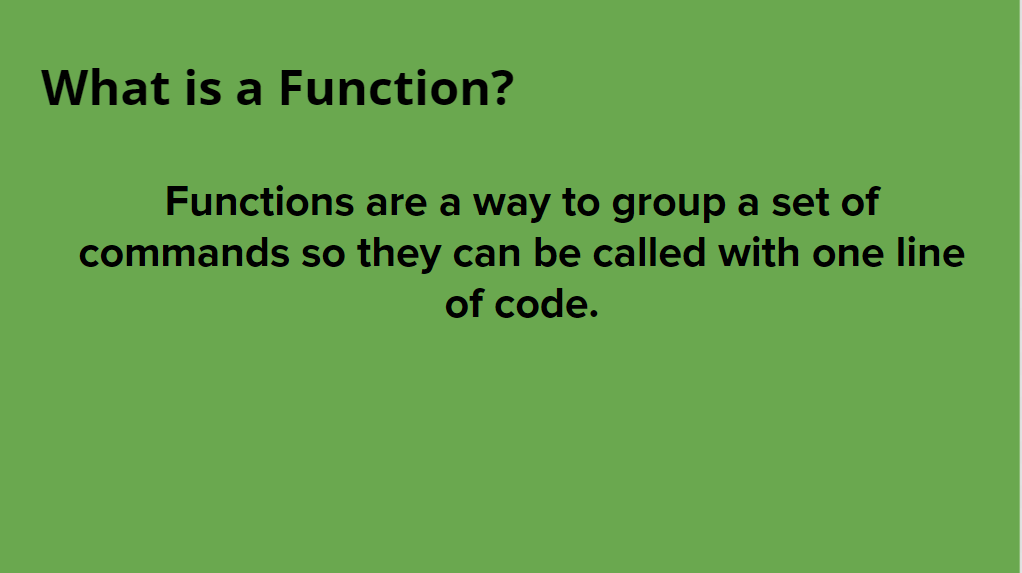 What is a Function?
Functions are a way to group a set of
commands so they can be called with one line
of code.